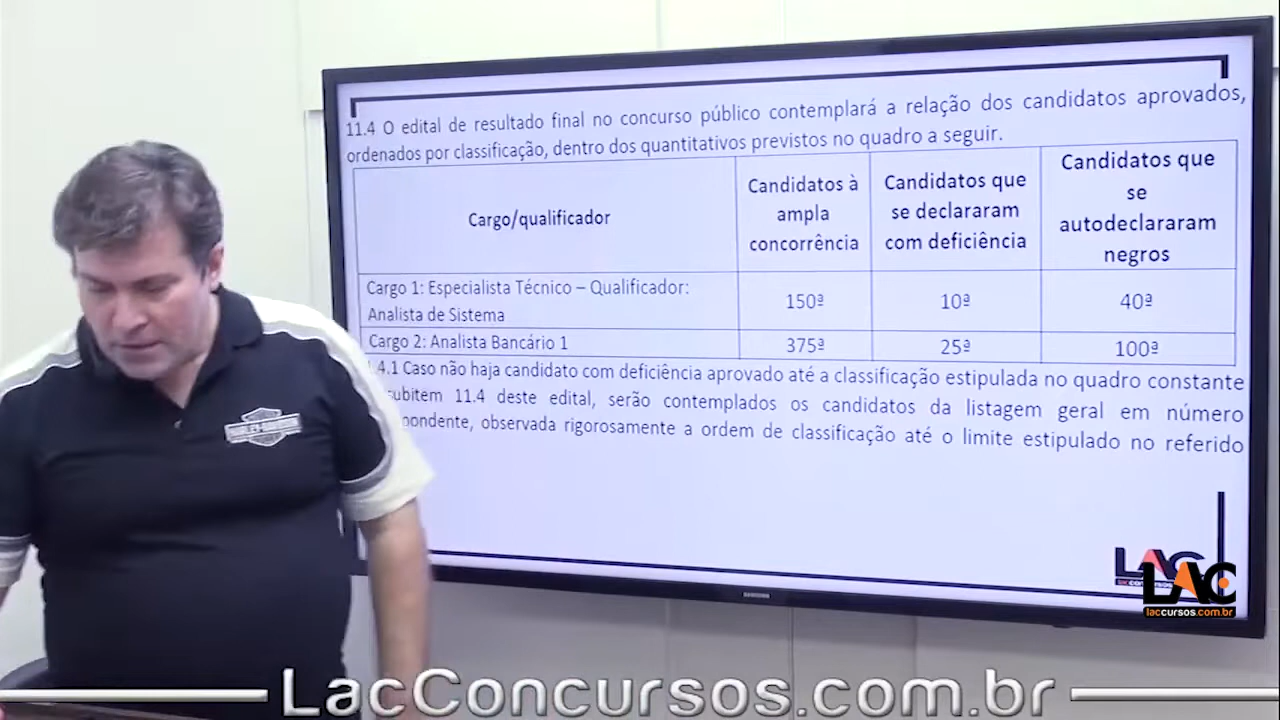 11.4 O edital de resultado final no concurso público contemplará a relação dos candidatos aprovados,
ordenados por classificação, dentro dos quantitativos previstos no quadro a seguir.
Cargo/qualificador
Candidatos à
ampla
concorrência
Candidatos que
se declararam
com deficiência
Candidatos que
se
autodeclararam
negros
Cargo 1: Especialista Técnico – Qualificador:
Analista de Sistema
150ª
10ª
40ª
Cargo 2: Analista Bancário 1
375ª
25ª
100ª
.4.1 Caso não haja candidato com deficiência aprovado até a classificação estipulada no quadro constante
ubitem 11.4 deste edital, serão contemplados os candidatos da listagem geral em número
pondente, observada rigorosamente a ordem de classificação até o limite estipulado no referido
SAMSUNG
LAC
laccursos.com.br
LacConcursos.com.br